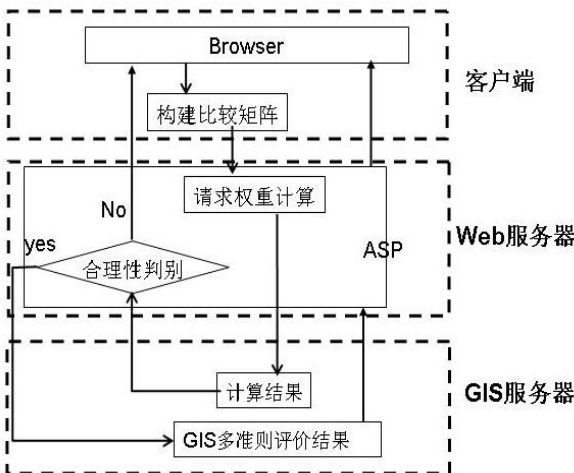 Browser
客户端
构建比较矩阵
请求权重计算
No
Web服务器
yes
ASP
合理性判别
计算结果
GIS服务器
GIS多准则评价结果